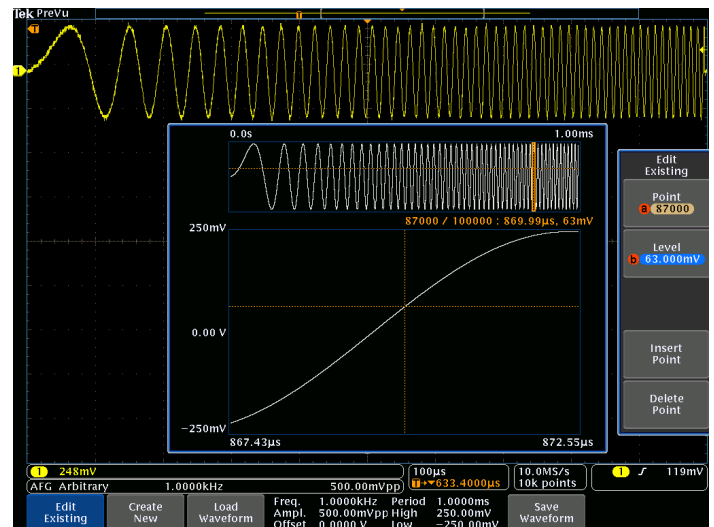 Tek PreVu
T
T
1
0.0s 1.00ms
87000 / 100000 : 869.99µs, 63mV
250mV
0.00 V
−250mV
867.43µs 872.55µs
Edit
Existing
Point
a 87000
Level
b 63.000mV
Insert
Point
Delete
Point
1 248mV
AFG Arbitrary 1.0000kHz 500.00mVpp
100µs
T→▼633.4000µs
10.0MS/s
10k points
1 119mV
Edit
Existing
Create
New
Load
Waveform
Freq. 1.0000kHz Period 1.0000ms
Ampl. 500.00mVpp High 250.00mV
Offset 0.0000 V Low −250.00mV
Save
Waveform